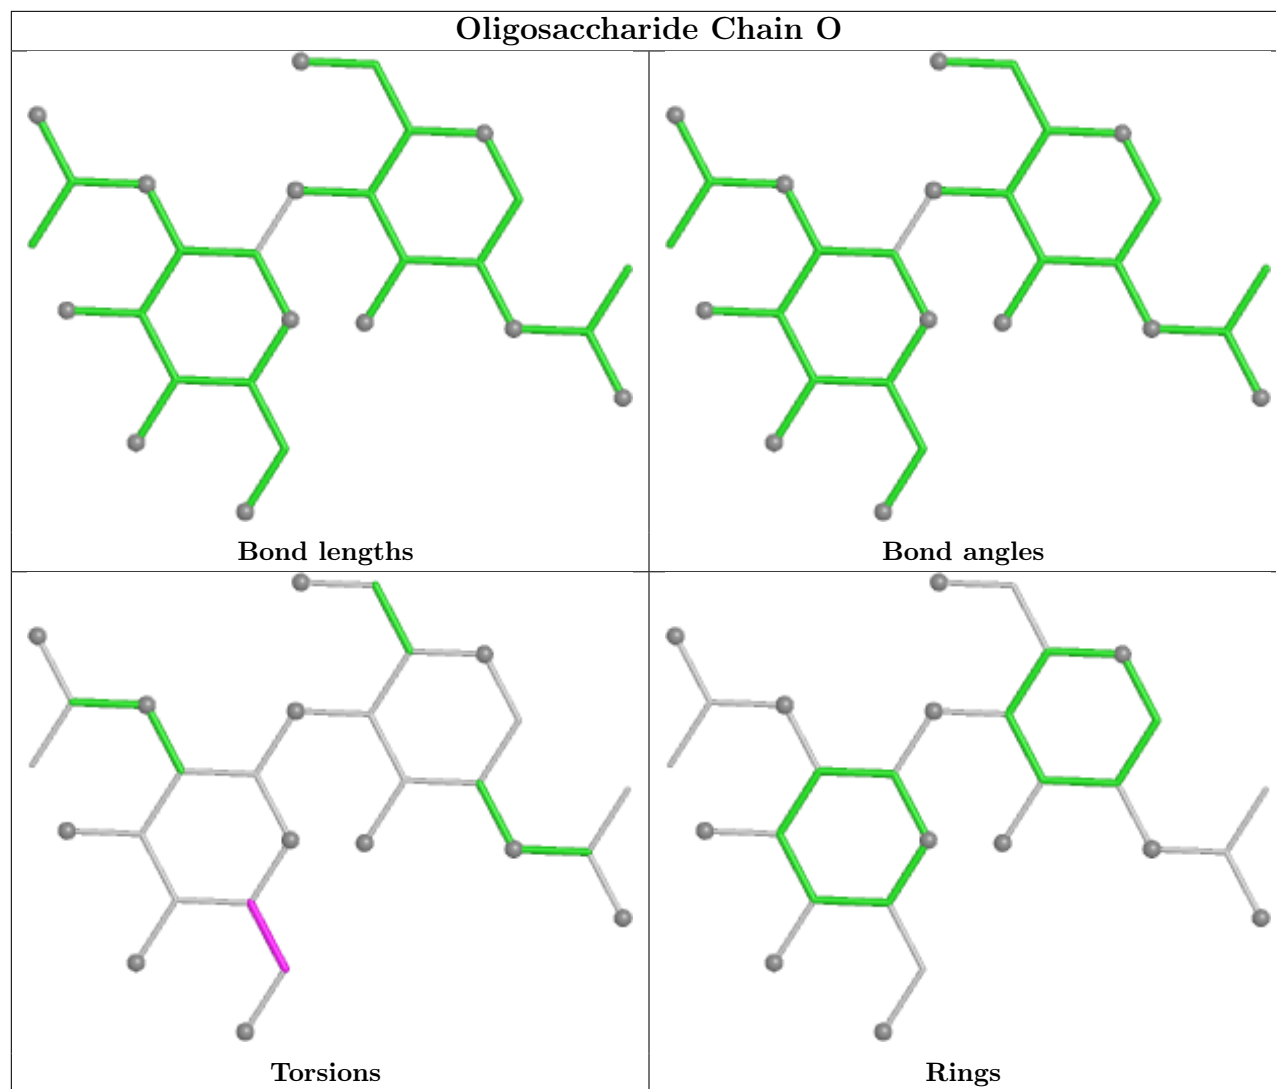 Oligosaccharide Chain O
Bond lengths
Bond angles
Torsions
Rings